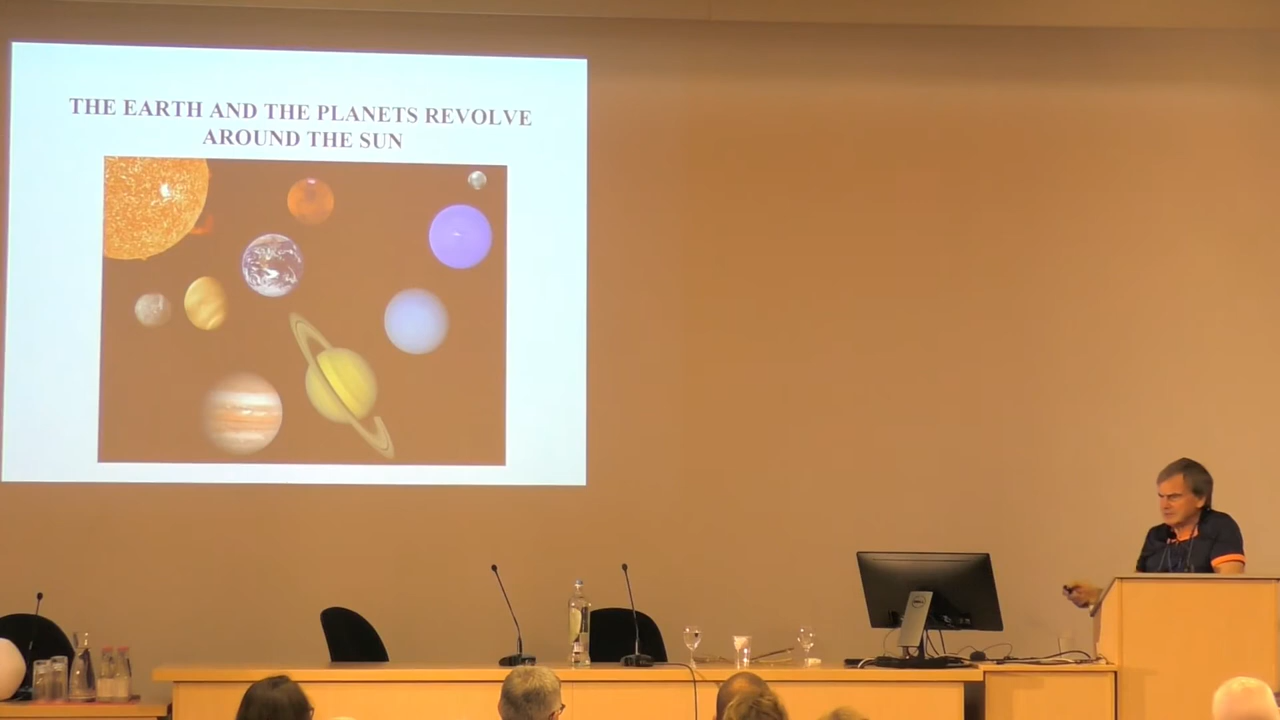 THE EARTH AND THE PLANETS REVOLVE
AROUND THE SUN